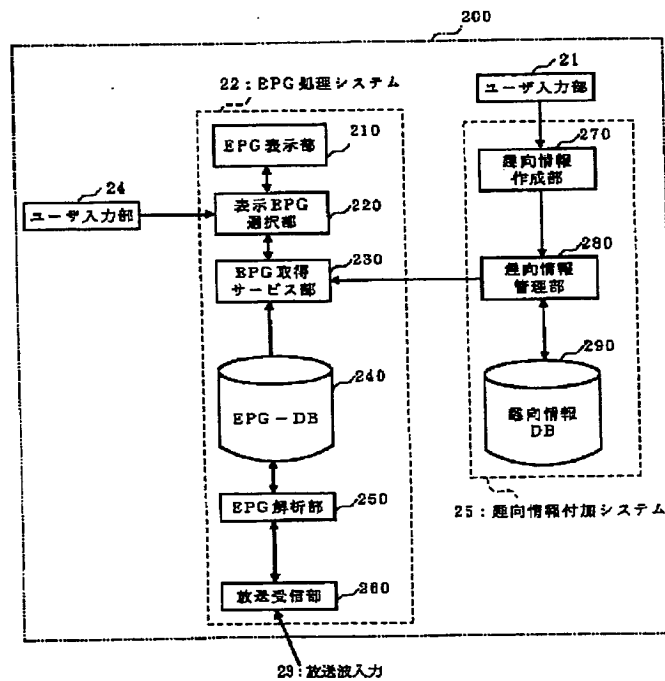 200
22：EPG処理システム
21
ユーザ入力部
210
EPG表示部
270
趣向情報
作成部
24
ユーザ入力部
220
表示EPG
選択部
230
EPG取得
サービス部
280
趣向情報
管理部
240
EPG－DB
290
趣向情報
DB
250
EPG解析部
25：趣向情報付加システム
260
放送受信部
29：放送波入力